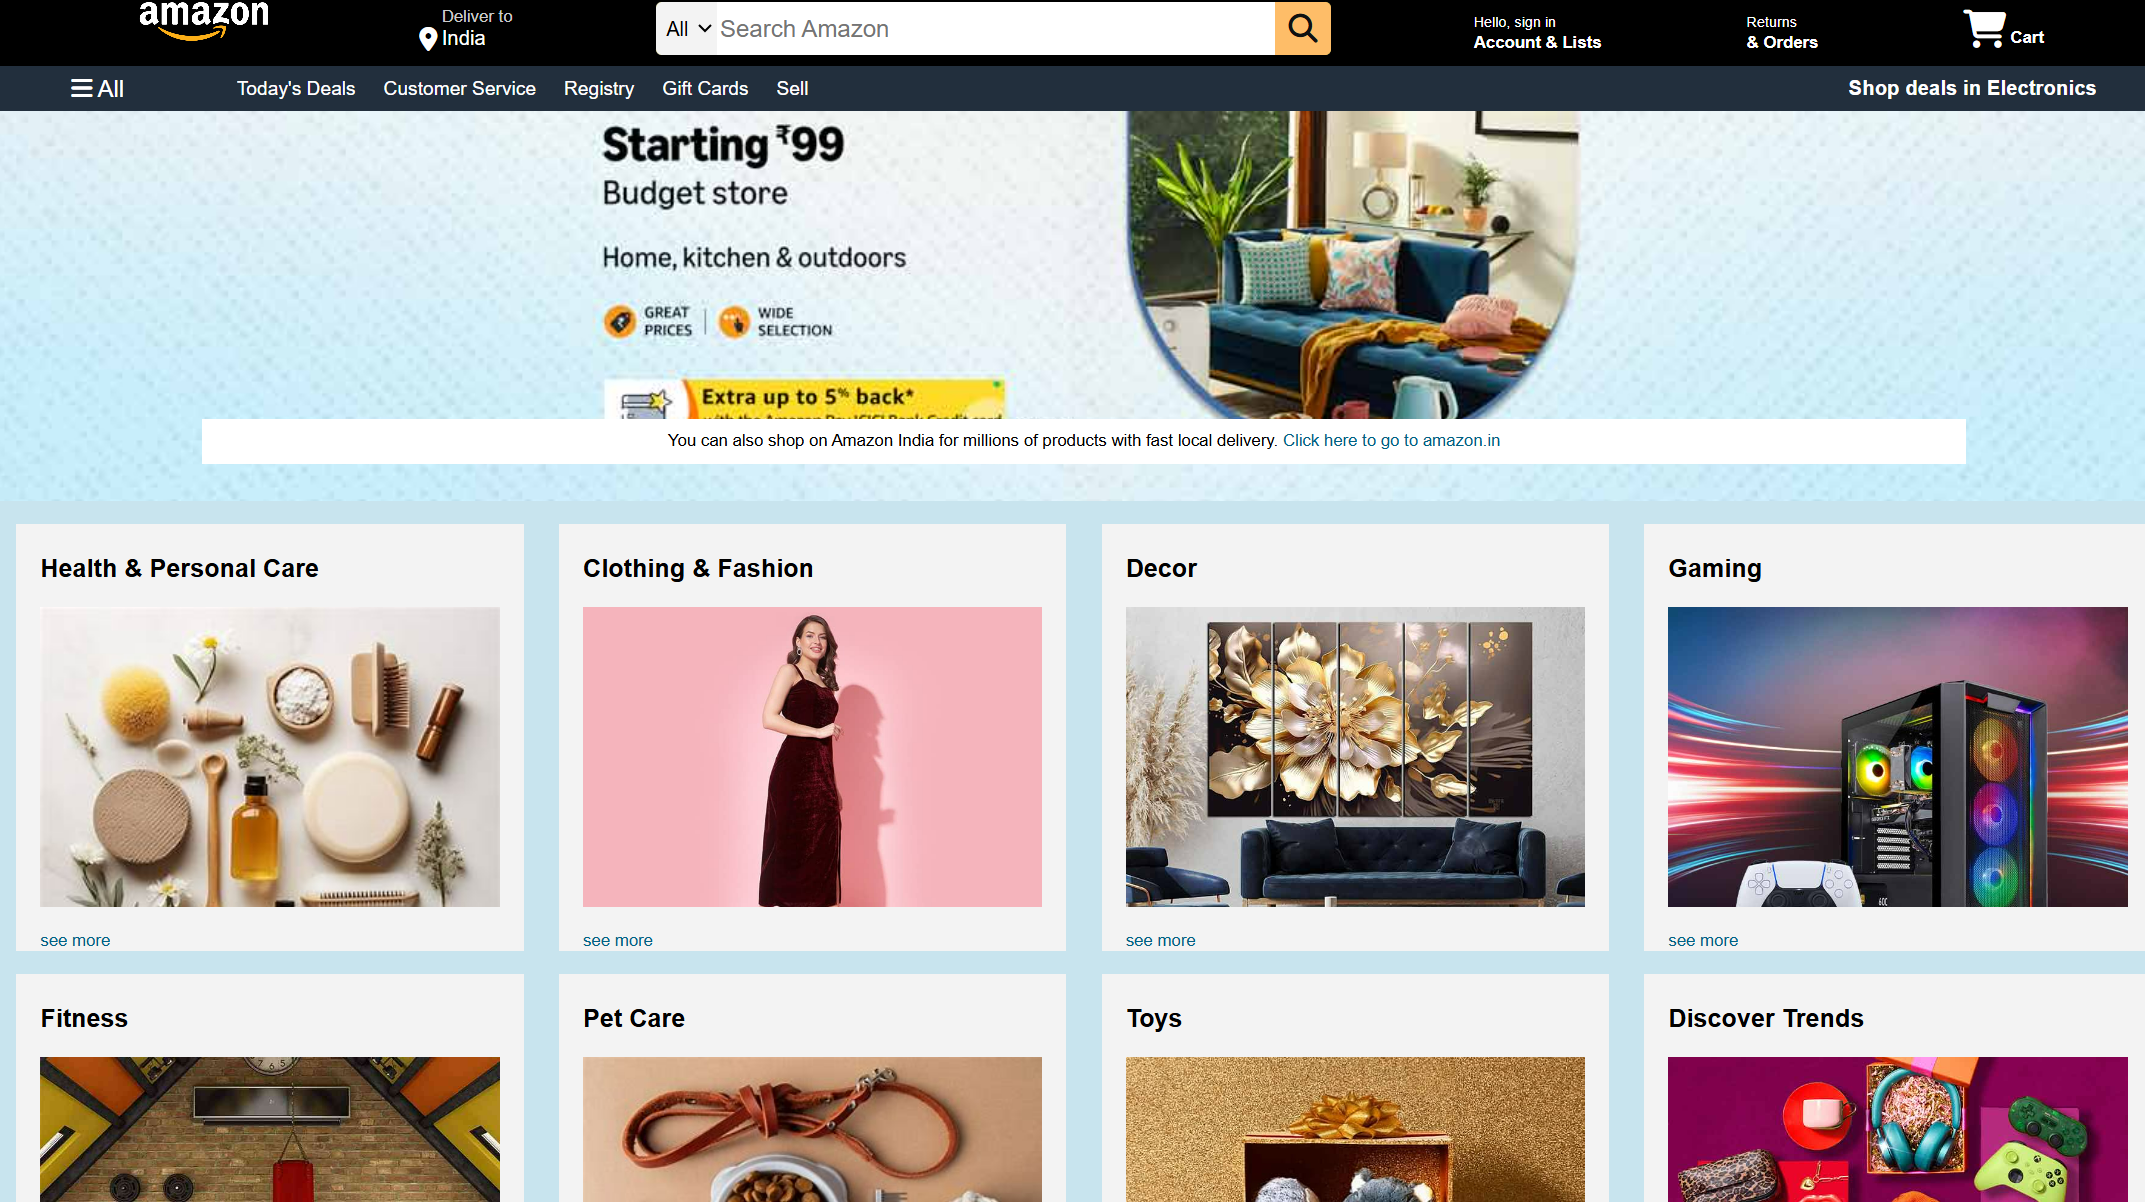 amazon
Deliver to
India
All
Search Amazon
Hello, sign in
Account & Lists
Returns
& Orders
Cart
All
Today's Deals
Customer Service
Registry
Gift Cards
Sell
Shop deals in Electronics
Starting ₹99
Budget store
Home, kitchen & outdoors
GREAT
PRICES
WIDE
SELECTION
Extra up to 5% back*
You can also shop on Amazon India for millions of products with fast local delivery. Click here to go to amazon.in
Health & Personal Care
Clothing & Fashion
Decor
Gaming
see more
see more
see more
see more
Fitness
Pet Care
Toys
Discover Trends
7 6 5